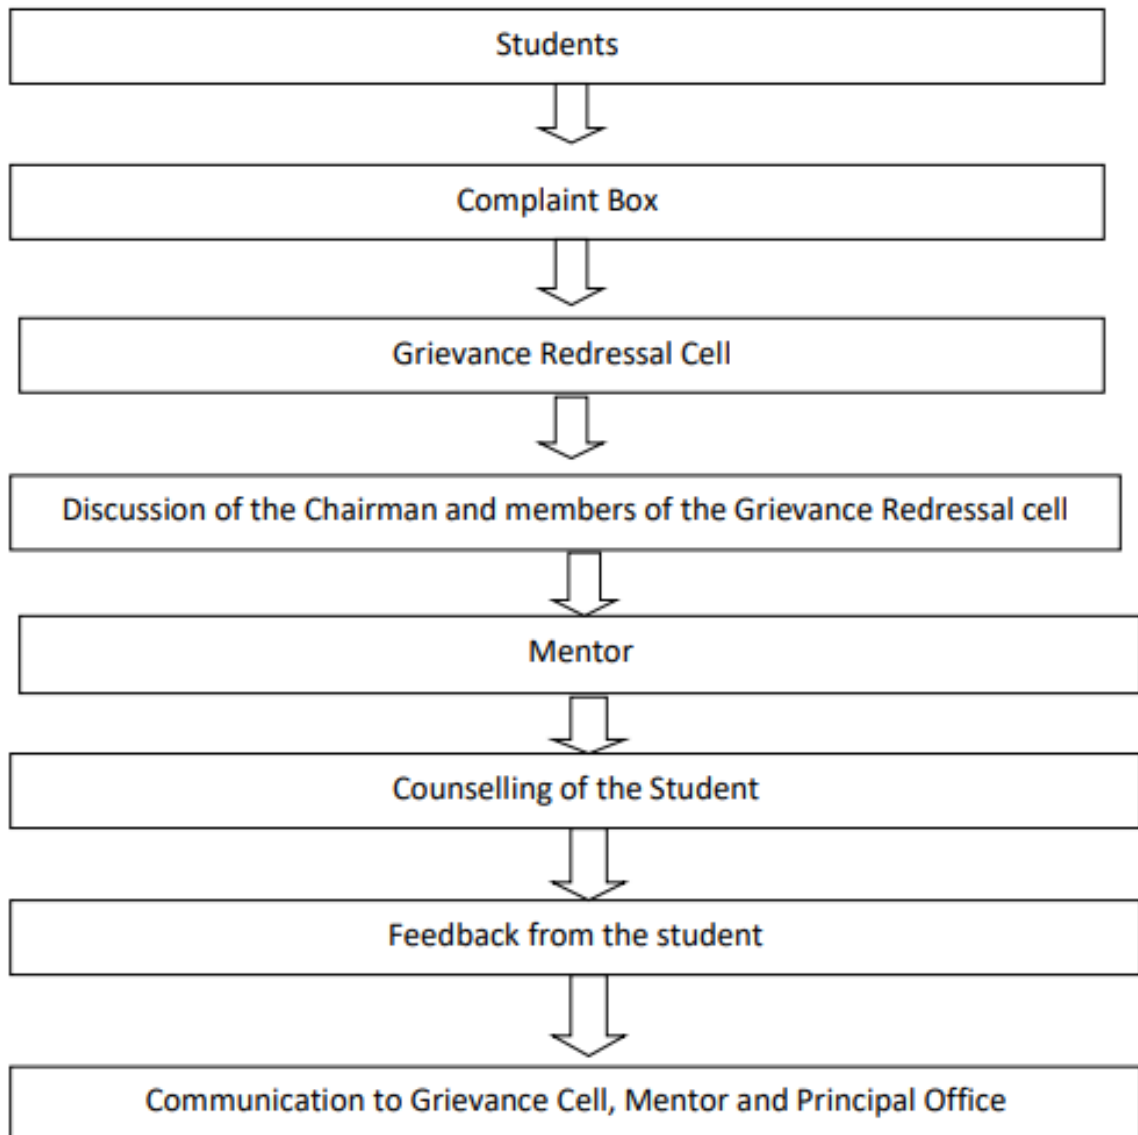 Students
Complaint Box
Grievance Redressal Cell
Discussion of the Chairman and members of the Grievance Redressal cell
Mentor
Counselling of the Student
Feedback from the student
Communication to Grievance Cell, Mentor and Principal Office